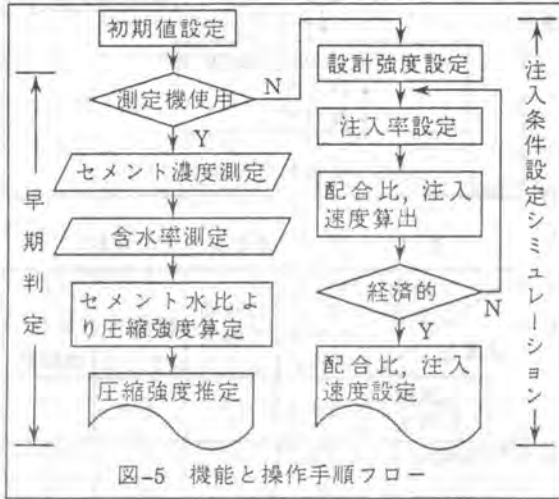 初期値設定
測定機使用
N
Y
セメント濃度測定
含水率測定
セメント水比よ
り圧縮強度算定
圧縮強度推定
早期判定
設計強度設定
注入率設定
配合比, 注入
速度算出
経済的
N
Y
配合比, 注入
速度設定
注入条件設定シミュレーション
図–5 機能と操作手順フロー